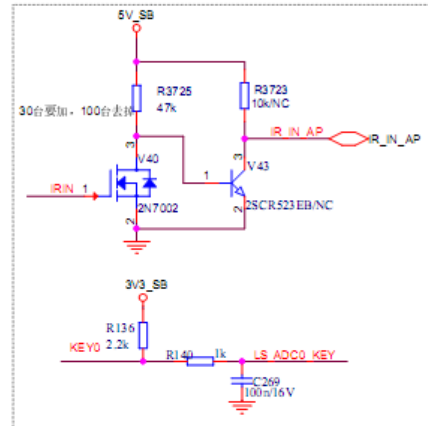 5V_SB
R3725
47k
R3723
10k/NC
30台要加，100台去掉
IR_IN_AP
IR_IN_AP
3
V40
3
V43
IRIN
1
1
2N7002
2
2
2SCR523EB/NC
3V3_SB
R136
2.2k
KEY0
R140
1k
LS_ADC0_KEY
C269
100n/16V